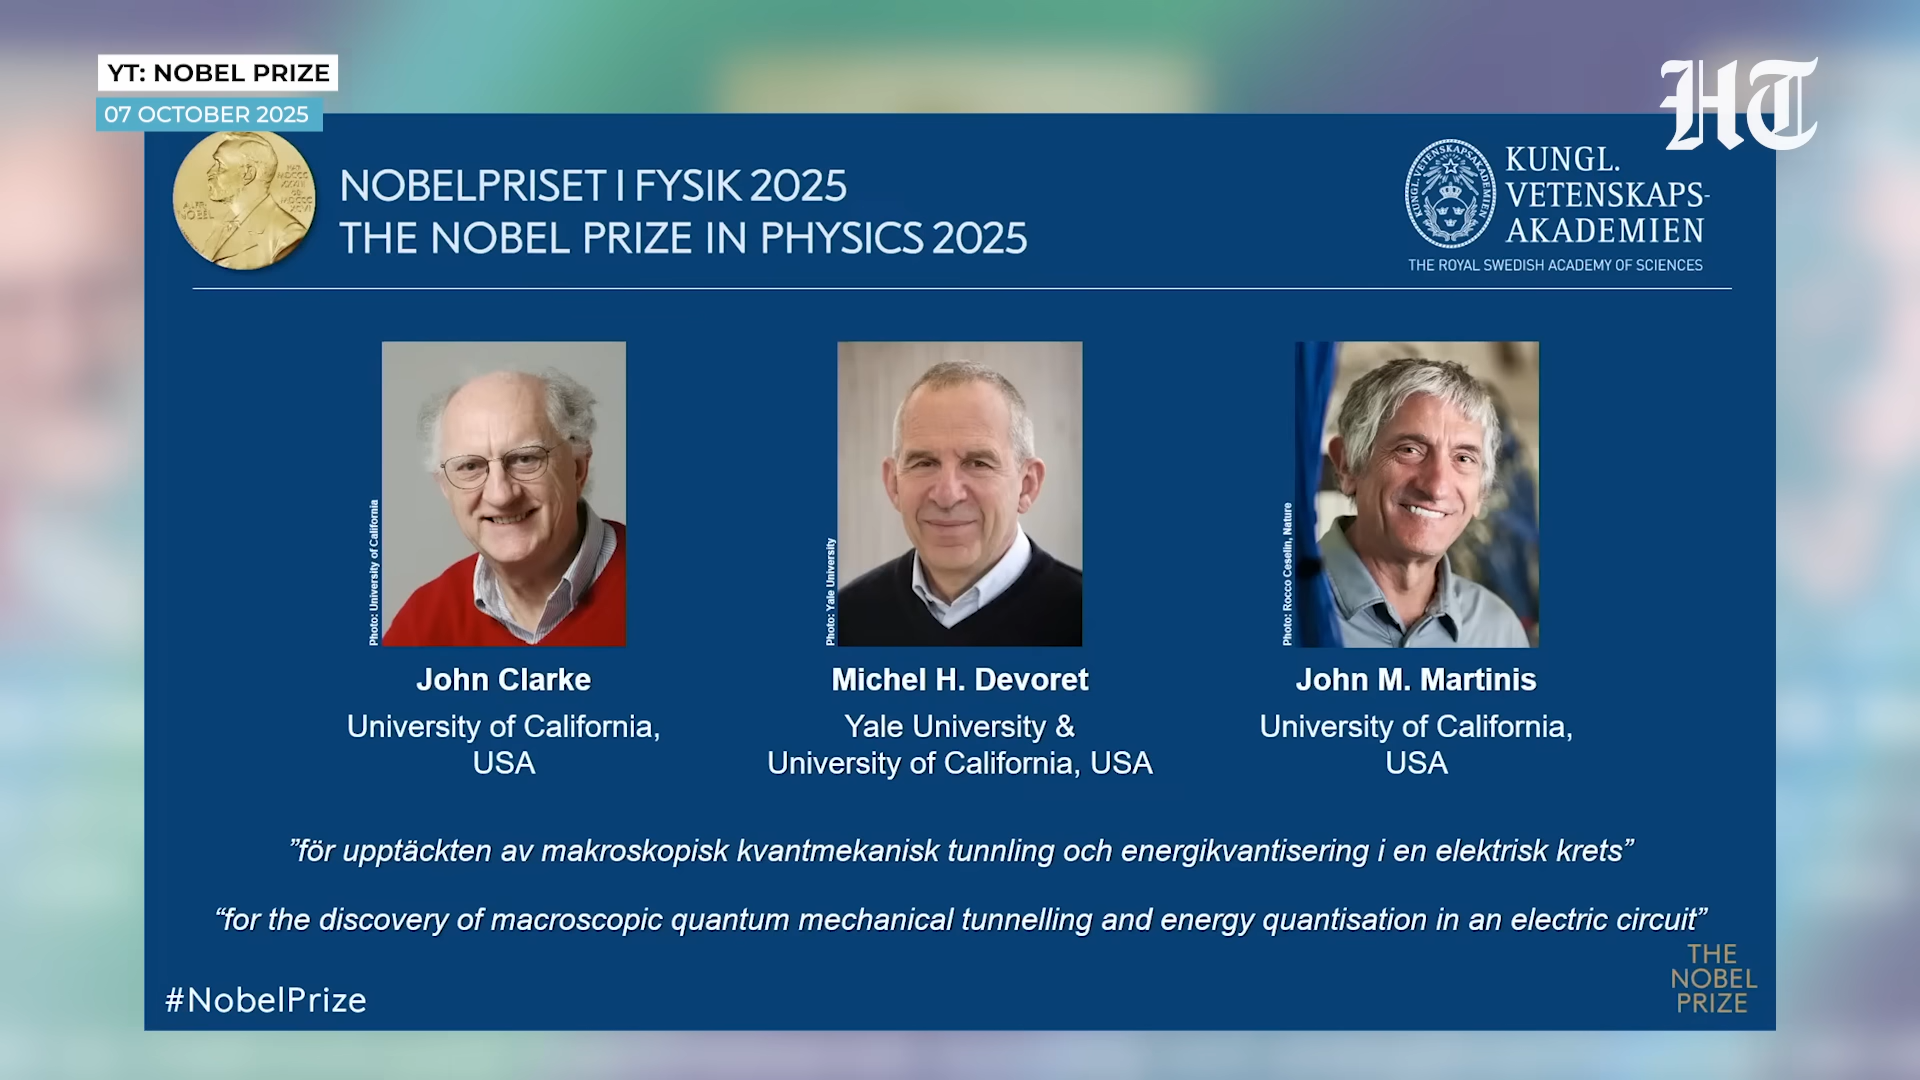 YT: NOBEL PRIZE
07 OCTOBER 2025
HT
NOBELPRISET I FYSIK 2025
THE NOBEL PRIZE IN PHYSICS 2025
KUNGL.
VETENSKAPS-
AKADEMIEN
THE ROYAL SWEDISH ACADEMY OF SCIENCES
Photo: University of California
Photo: Yale University
Photo: Rocco Ceselin, Nature
John Clarke
University of California,
USA
Michel H. Devoret
Yale University &
University of California, USA
John M. Martinis
University of California,
USA
”för upptäckten av makroskopisk kvantmekanisk tunnling och energikvantisering i en elektrisk krets”
“for the discovery of macroscopic quantum mechanical tunnelling and energy quantisation in an electric circuit”
#NobelPrize
THE
NOBEL
PRIZE